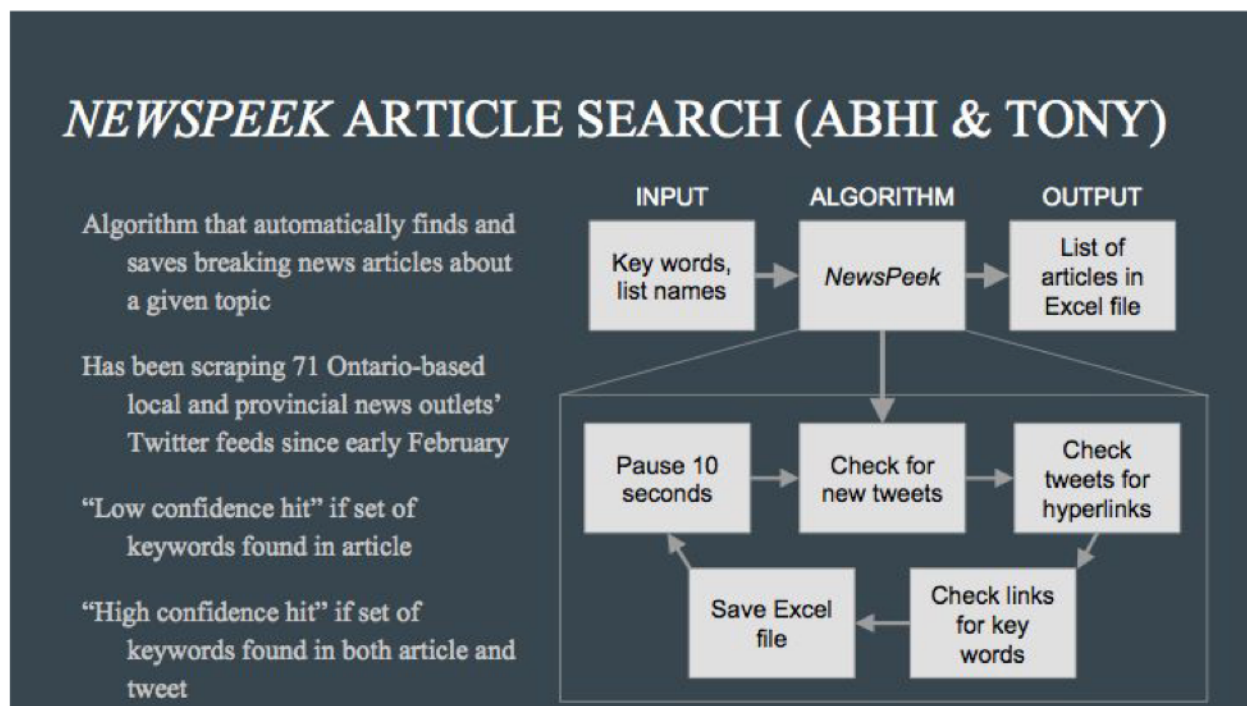 NEWSPEEK ARTICLE SEARCH (ABHI & TONY)
Algorithm that automatically finds and
saves breaking news articles about
a given topic
Has been scraping 71 Ontario-based
local and provincial news outlets’
Twitter feeds since early February
“Low confidence hit” if set of
keywords found in article
“High confidence hit” if set of
keywords found in both article and
tweet
INPUT
ALGORITHM
OUTPUT
Key words,
list names
NewsPeek
List of
articles in
Excel file
Pause 10
seconds
Check for
new tweets
Check
tweets for
hyperlinks
Save Excel
file
Check links
for key
words